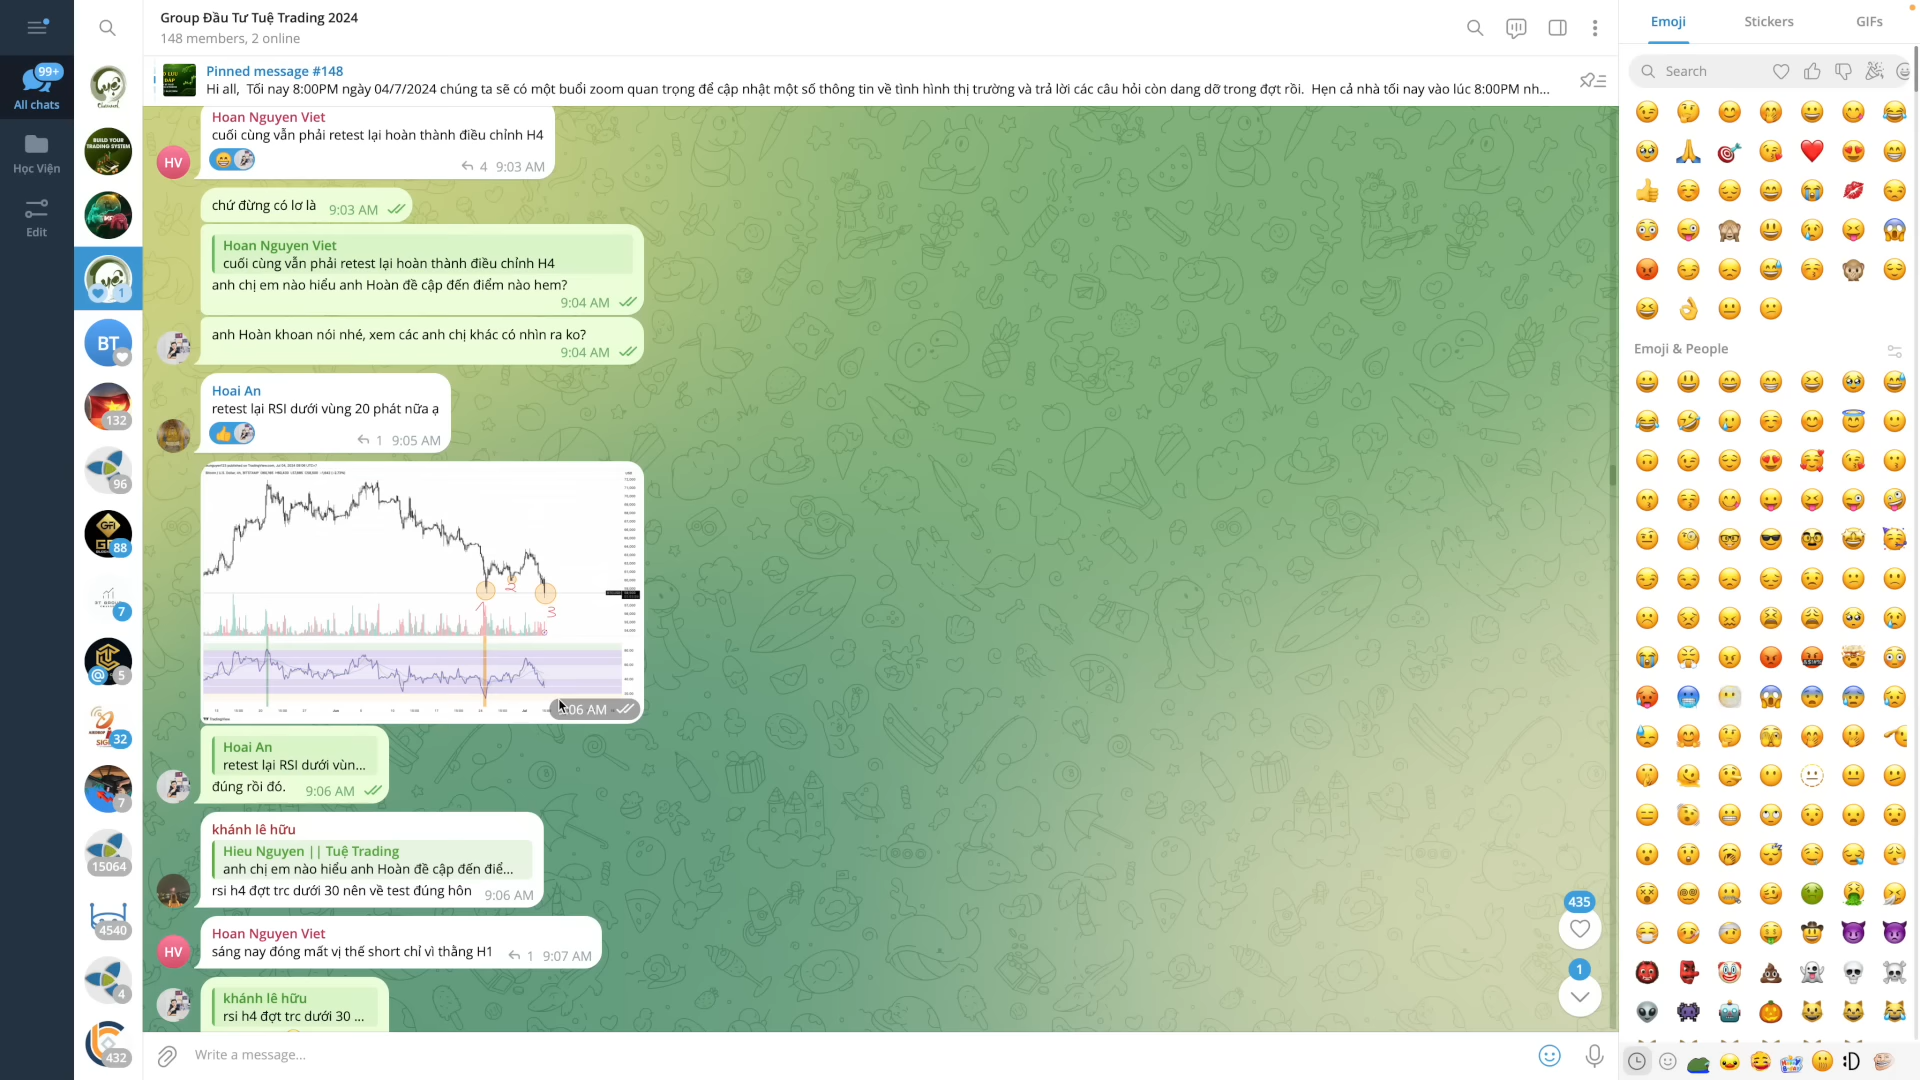 Group Đầu Tư Tuệ Trading 2024
148 members, 2 online
Emoji
Stickers
GIFs
Search
Pinned message #148
Hi all, Tối nay 8:00PM ngày 04/7/2024 chúng ta sẽ có một buổi zoom quan trọng để cập nhật một số thông tin về tình hình thị trường và trả lời các câu hỏi còn dang dỡ trong đợt rồi. Hẹn cả nhà tối nay vào lúc 8:00PM nh...
99+
All chats
Học Viện
Edit
BUILD YOUR
TRADING SYSTEM
1
BT
132
96
GFI
88
7
5
32
7
15064
4540
4
432
Hoan Nguyen Viet
cuối cùng vẫn phải retest lại hoàn thành điều chỉnh H4
HV
4 9:03 AM
chứ đừng có lơ là 9:03 AM
Hoan Nguyen Viet
cuối cùng vẫn phải retest lại hoàn thành điều chỉnh H4
anh chị em nào hiểu anh Hoàn đề cập đến điểm nào hem?
9:04 AM
anh Hoàn khoan nói nhé, xem các anh chị khác có nhìn ra ko?
9:04 AM
Hoai An
retest lại RSI dưới vùng 20 phát nữa ạ
1 9:05 AM
2
3
:06 AM
Hoai An
retest lại RSI dưới vùn...
đúng rồi đó. 9:06 AM
khánh lê hữu
Hieu Nguyen || Tuệ Trading
anh chị em nào hiểu anh Hoàn đề cập đến điể...
rsi h4 đợt trc dưới 30 nên về test đúng hôn 9:06 AM
Hoan Nguyen Viet
HV
sáng nay đóng mất vị thế short chỉ vì thằng H1 1 9:07 AM
khánh lê hữu
rsi h4 đợt trc dưới 30 ...
435
1
Write a message...
Emoji & People